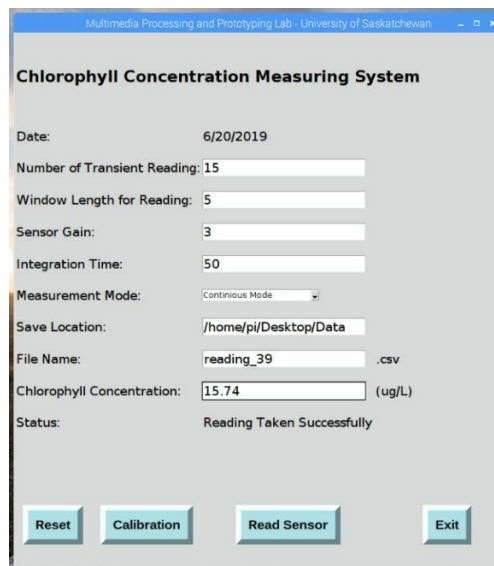 Multimedia Processing and Prototyping Lab - University of Saskatchewan
Chlorophyll Concentration Measuring System
Date: 6/20/2019
Number of Transient Reading: 15
Window Length for Reading: 5
Sensor Gain: 3
Integration Time: 50
Measurement Mode: Continious Mode
Save Location: /home/pi/Desktop/Data
File Name: reading_39 .csv
Chlorophyll Concentration: 15.74 (ug/L)
Status: Reading Taken Successfully
Reset Calibration Read Sensor Exit